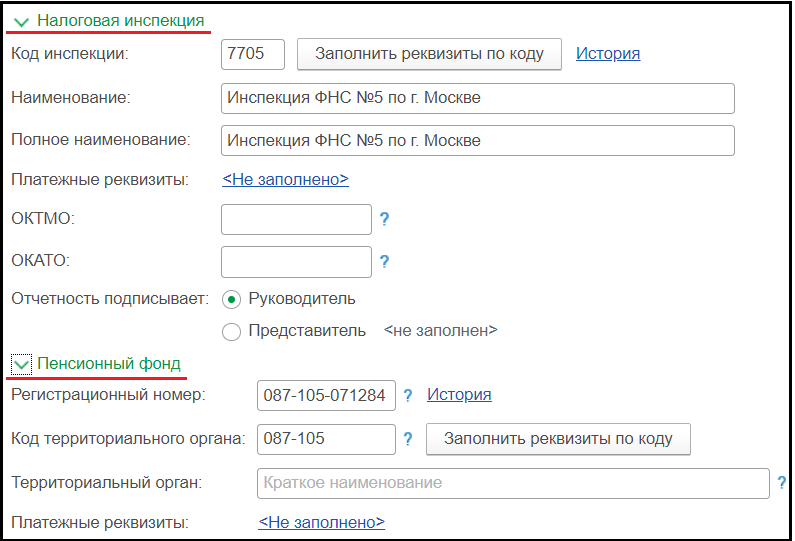 Налоговая инспекция
Код инспекции: 7705 Заполнить реквизиты по коду История
Наименование: Инспекция ФНС №5 по г. Москве
Полное наименование: Инспекция ФНС №5 по г. Москве
Платежные реквизиты: <Не заполнено>
ОКТМО: ?
ОКАТО: ?
Отчетность подписывает: Руководитель
Представитель <не заполнен>
Пенсионный фонд
Регистрационный номер: 087-105-071284 ? История
Код территориального органа: 087-105 ? Заполнить реквизиты по коду
Территориальный орган: Краткое наименование ?
Платежные реквизиты: <Не заполнено>